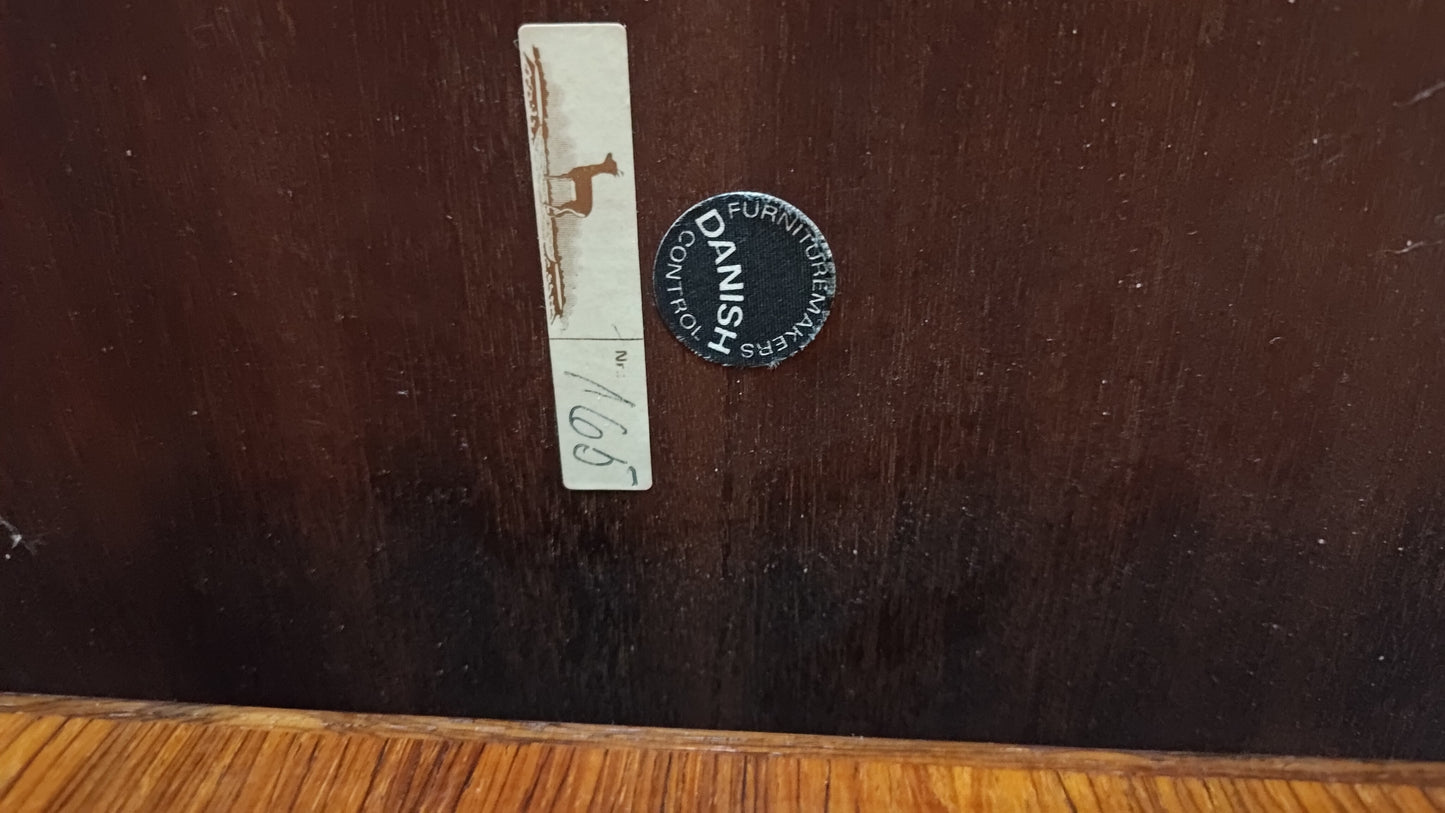 Nr.:
1665
DANISH
FURNITUREMAKERS
CONTROL